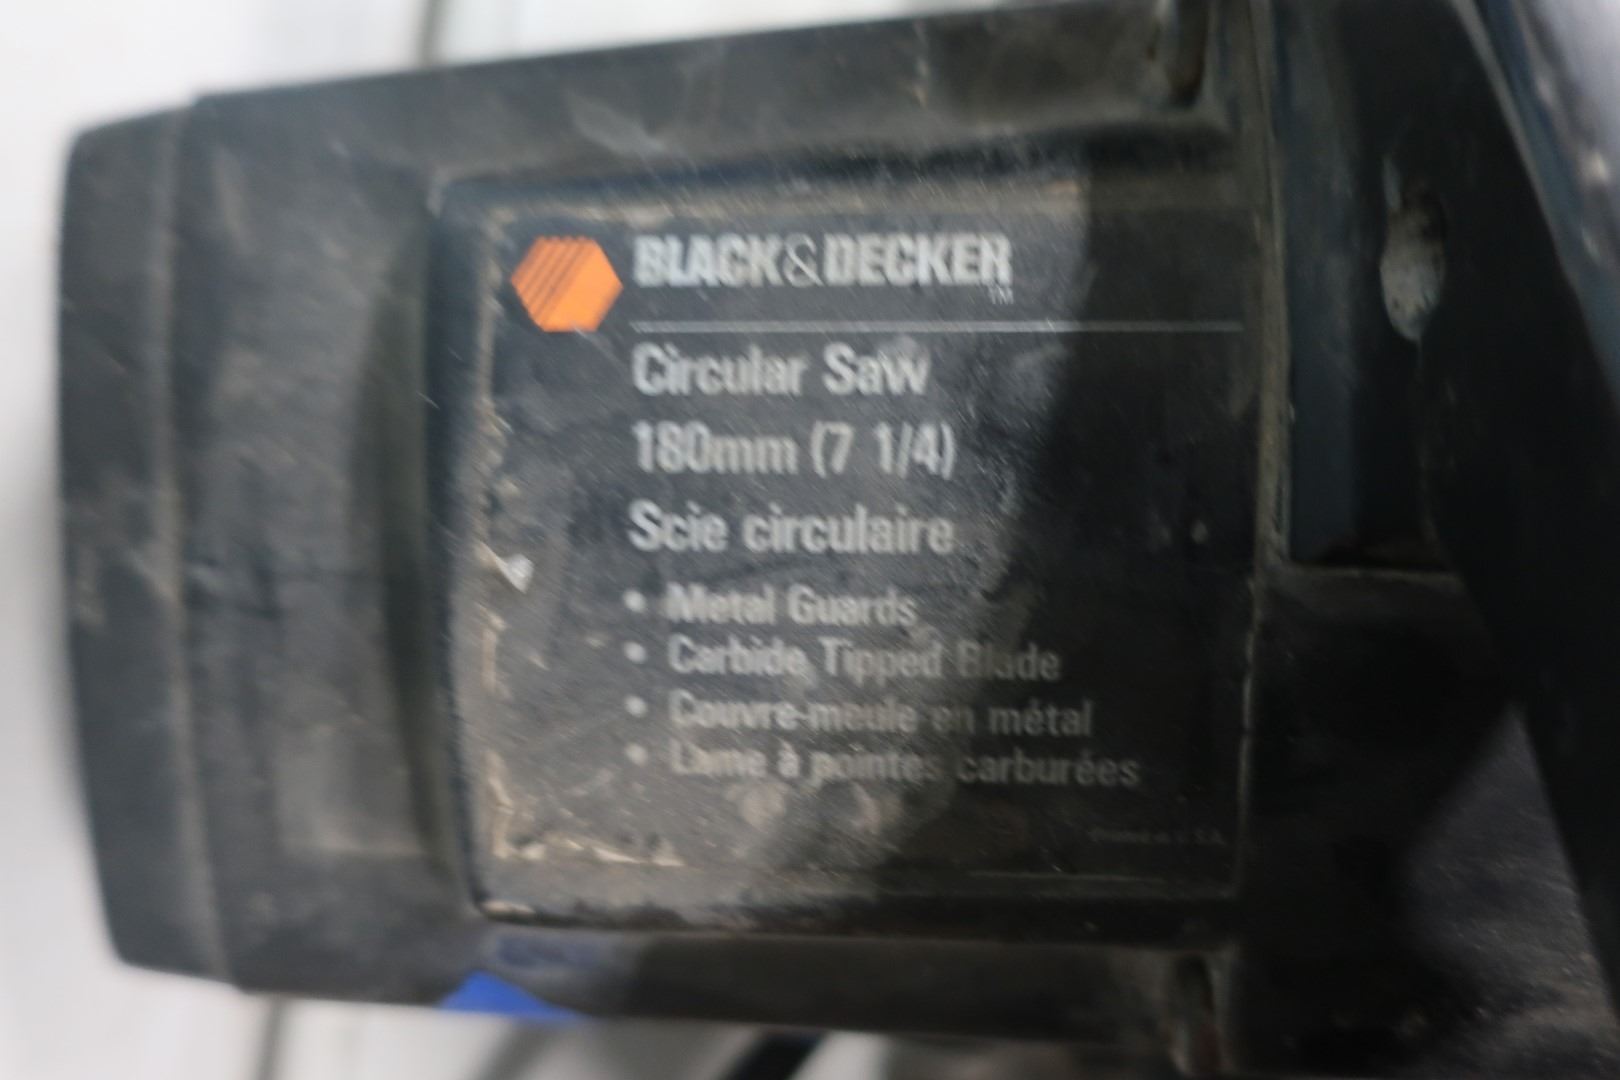 BLACK&DECKER
TM
Circular Saw
180mm (7 1/4)
Scie circulaire
• Metal Guards
• Carbide Tipped Blade
• Couvre-meule en métal
• Lame à pointes carburées